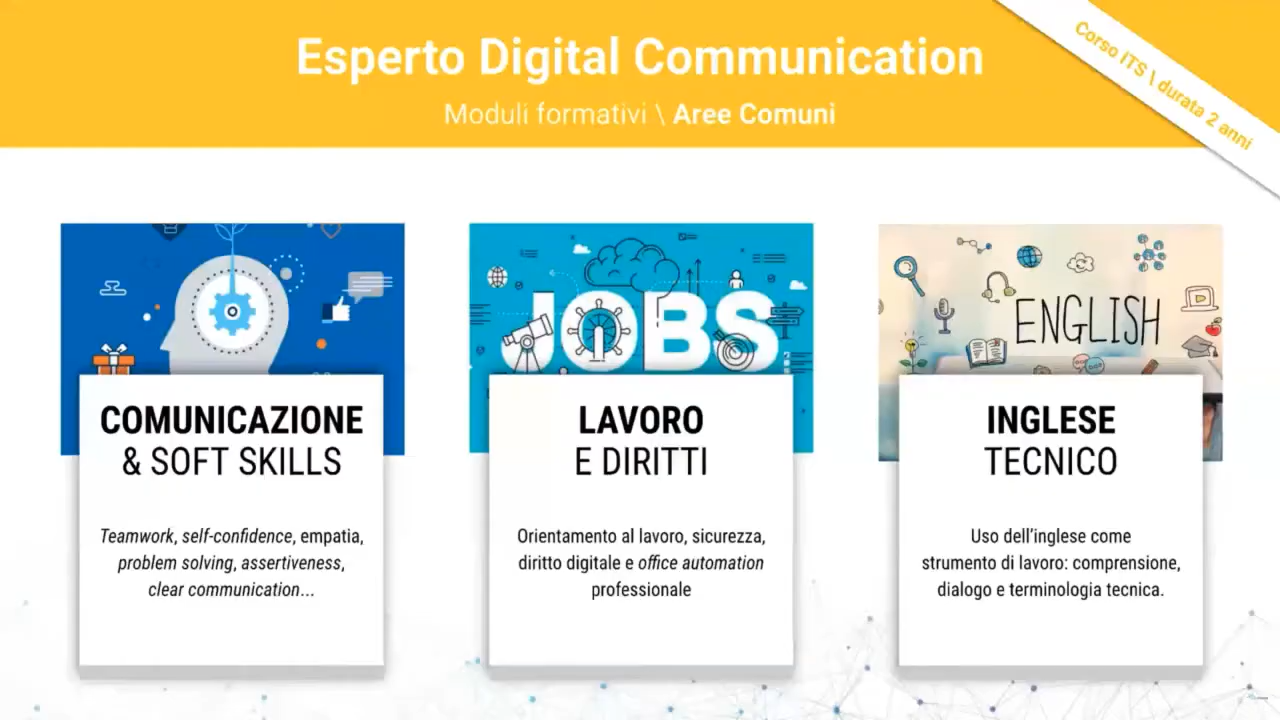 Esperto Digital Communication
Moduli formativi \ Aree Comuni
Corso ITS \ durata 2 anni
JOBS
ENGLISH
COMUNICAZIONE
& SOFT SKILLS
Teamwork, self-confidence, empatia,
problem solving, assertiveness,
clear communication...
LAVORO
E DIRITTI
Orientamento al lavoro, sicurezza,
diritto digitale e office automation
professionale
INGLESE
TECNICO
Uso dell'inglese come
strumento di lavoro: comprensione,
dialogo e terminologia tecnica.